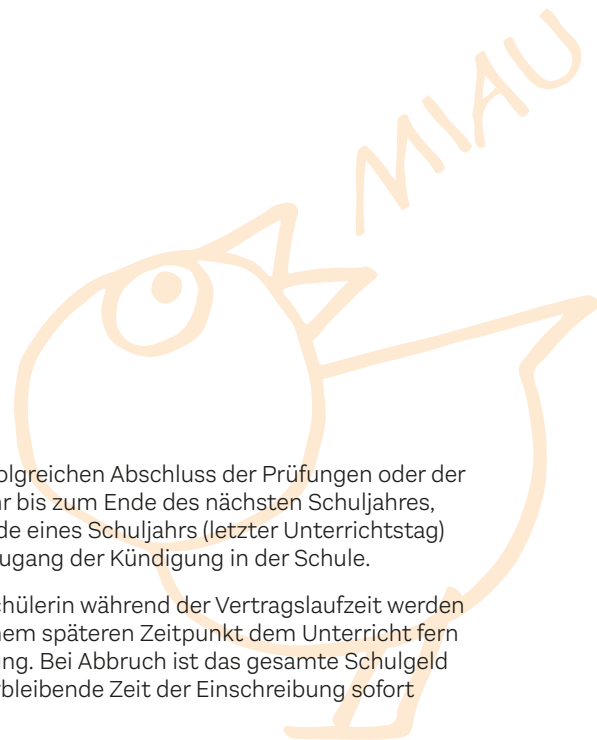 MIAU
olgreichen Abschluss der Prüfungen oder der
r bis zum Ende des nächsten Schuljahres,
de eines Schuljahrs (letzter Unterrichtstag)
ugang der Kündigung in der Schule.
chülerin während der Vertragslaufzeit werden
nem späteren Zeitpunkt dem Unterricht fern
ng. Bei Abbruch ist das gesamte Schulgeld
bleibende Zeit der Einschreibung sofort